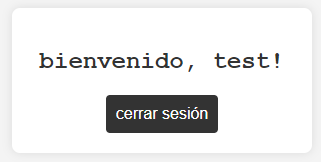 bienvenido, test!
cerrar sesión